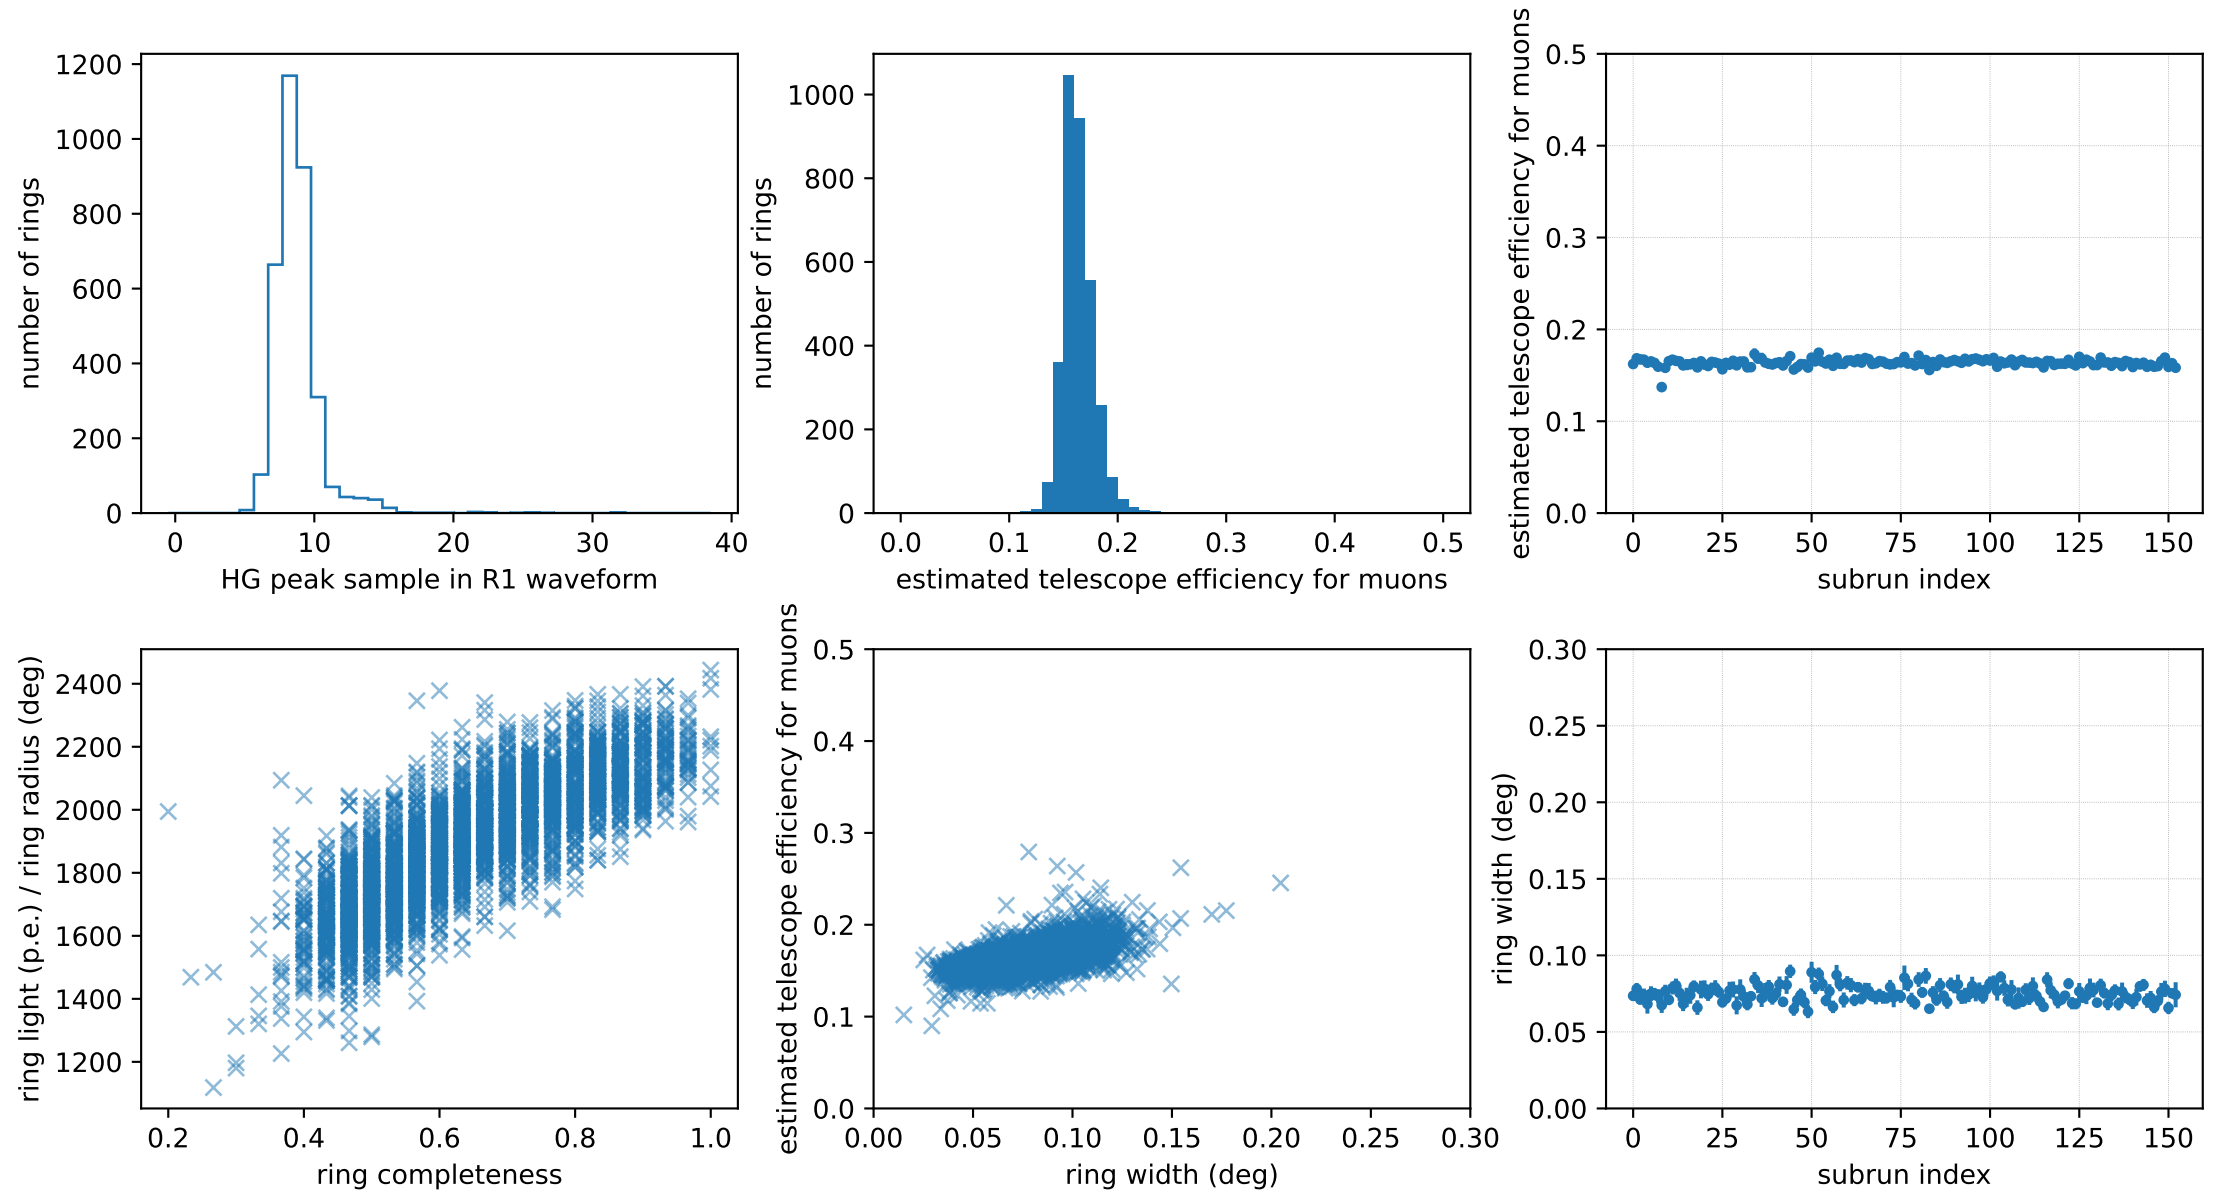 number of rings
1200
1000
800
600
400
200
0
0 10 20 30 40
HG peak sample in R1 waveform
number of rings
1000
800
600
400
200
0
0.0 0.1 0.2 0.3 0.4 0.5
estimated telescope efficiency for muons
estimated telescope efficiency for muons
0.5
0.4
0.3
0.2
0.1
0.0
0 25 50 75 100 125 150
subrun index
ring light (p.e.) / ring radius (deg)
2400
2200
2000
1800
1600
1400
1200
0.2 0.4 0.6 0.8 1.0
ring completeness
estimated telescope efficiency for muons
0.5
0.4
0.3
0.2
0.1
0.0
0.00 0.05 0.10 0.15 0.20 0.25 0.30
ring width (deg)
ring width (deg)
0.30
0.25
0.20
0.15
0.10
0.05
0.00
0 25 50 75 100 125 150
subrun index